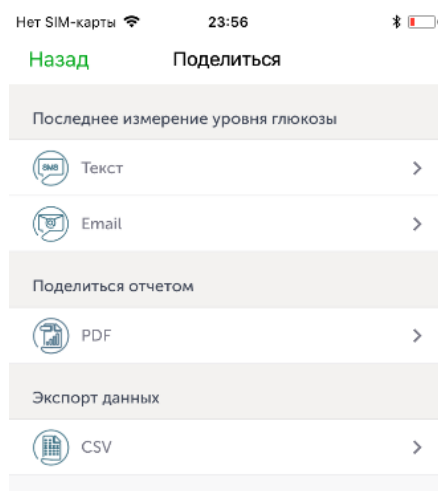 Нет SIM-карты 23:56
Назад Поделиться
Последнее измерение уровня глюкозы
SMS Текст
@ Email
Поделиться отчетом
PDF
Экспорт данных
CSV